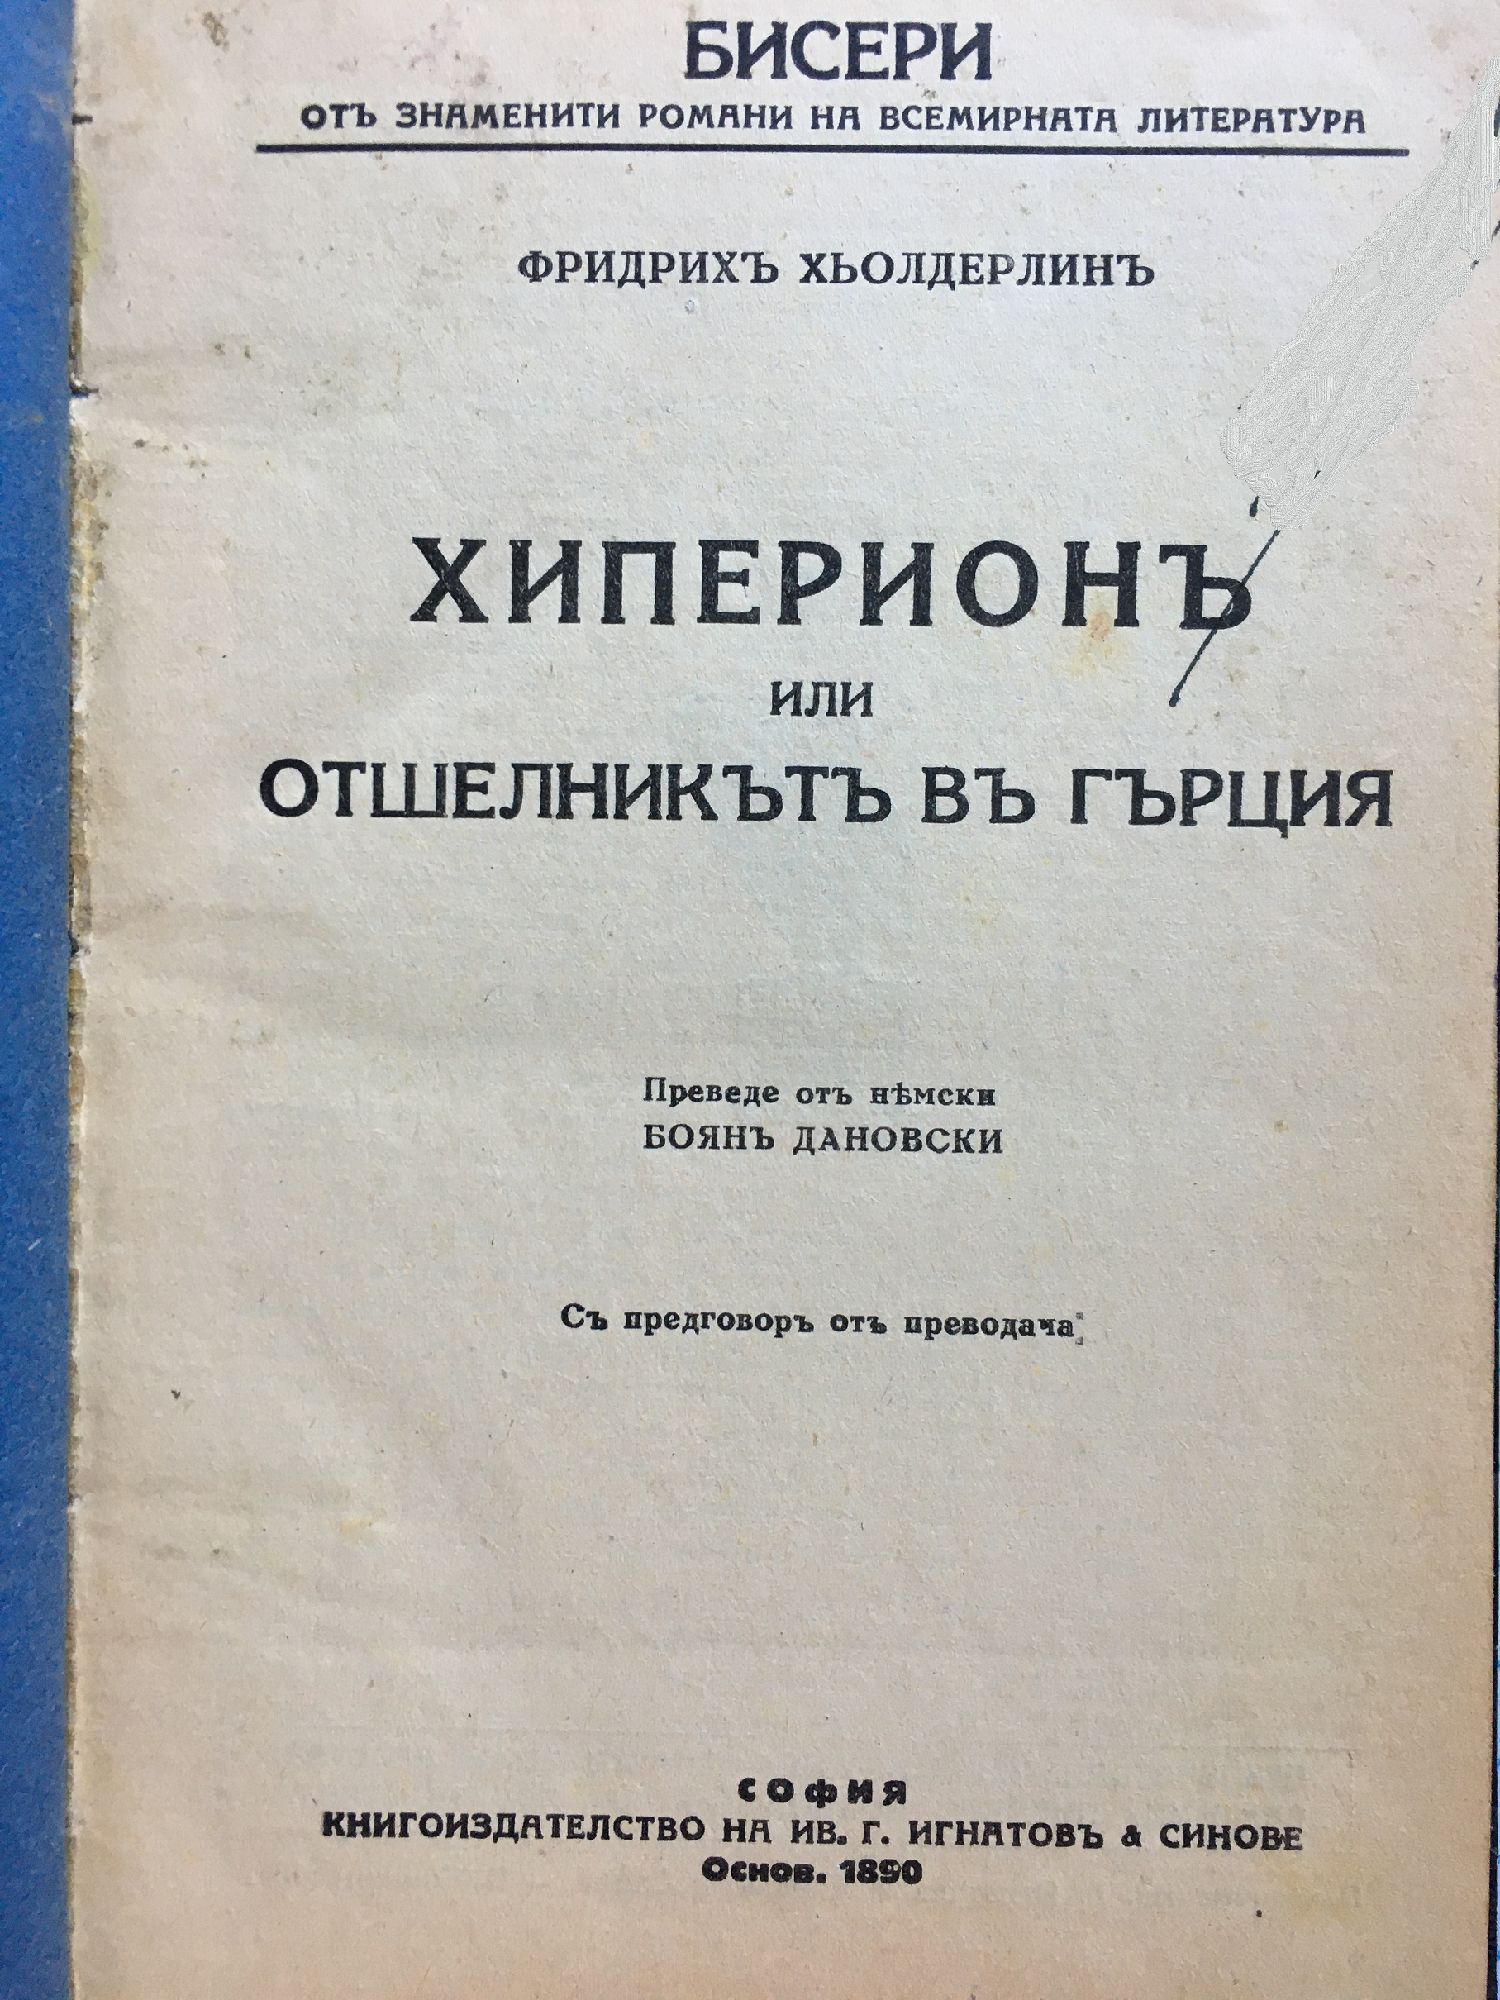 БИСЕРИ
ОТЪ ЗНАМЕНИТИ РОМАНИ НА ВСЕМИРНАТА ЛИТЕРАТУРА
ФРИДРИХЪ ХЬОЛДЕРЛИНЪ
ХИПЕРИОНЪ
ИЛИ
ОТШЕЛНИКЪТЪ ВЪ ГЪРЦИЯ
Преведе отъ нѣмски
БОЯНЪ ДАНОВСКИ
Съ предговоръ отъ преводача
СОФИЯ
КНИГОИЗДАТЕЛСТВО НА ИВ. Г. ИГНАТОВЪ & СИНОВЕ
Основ. 1890